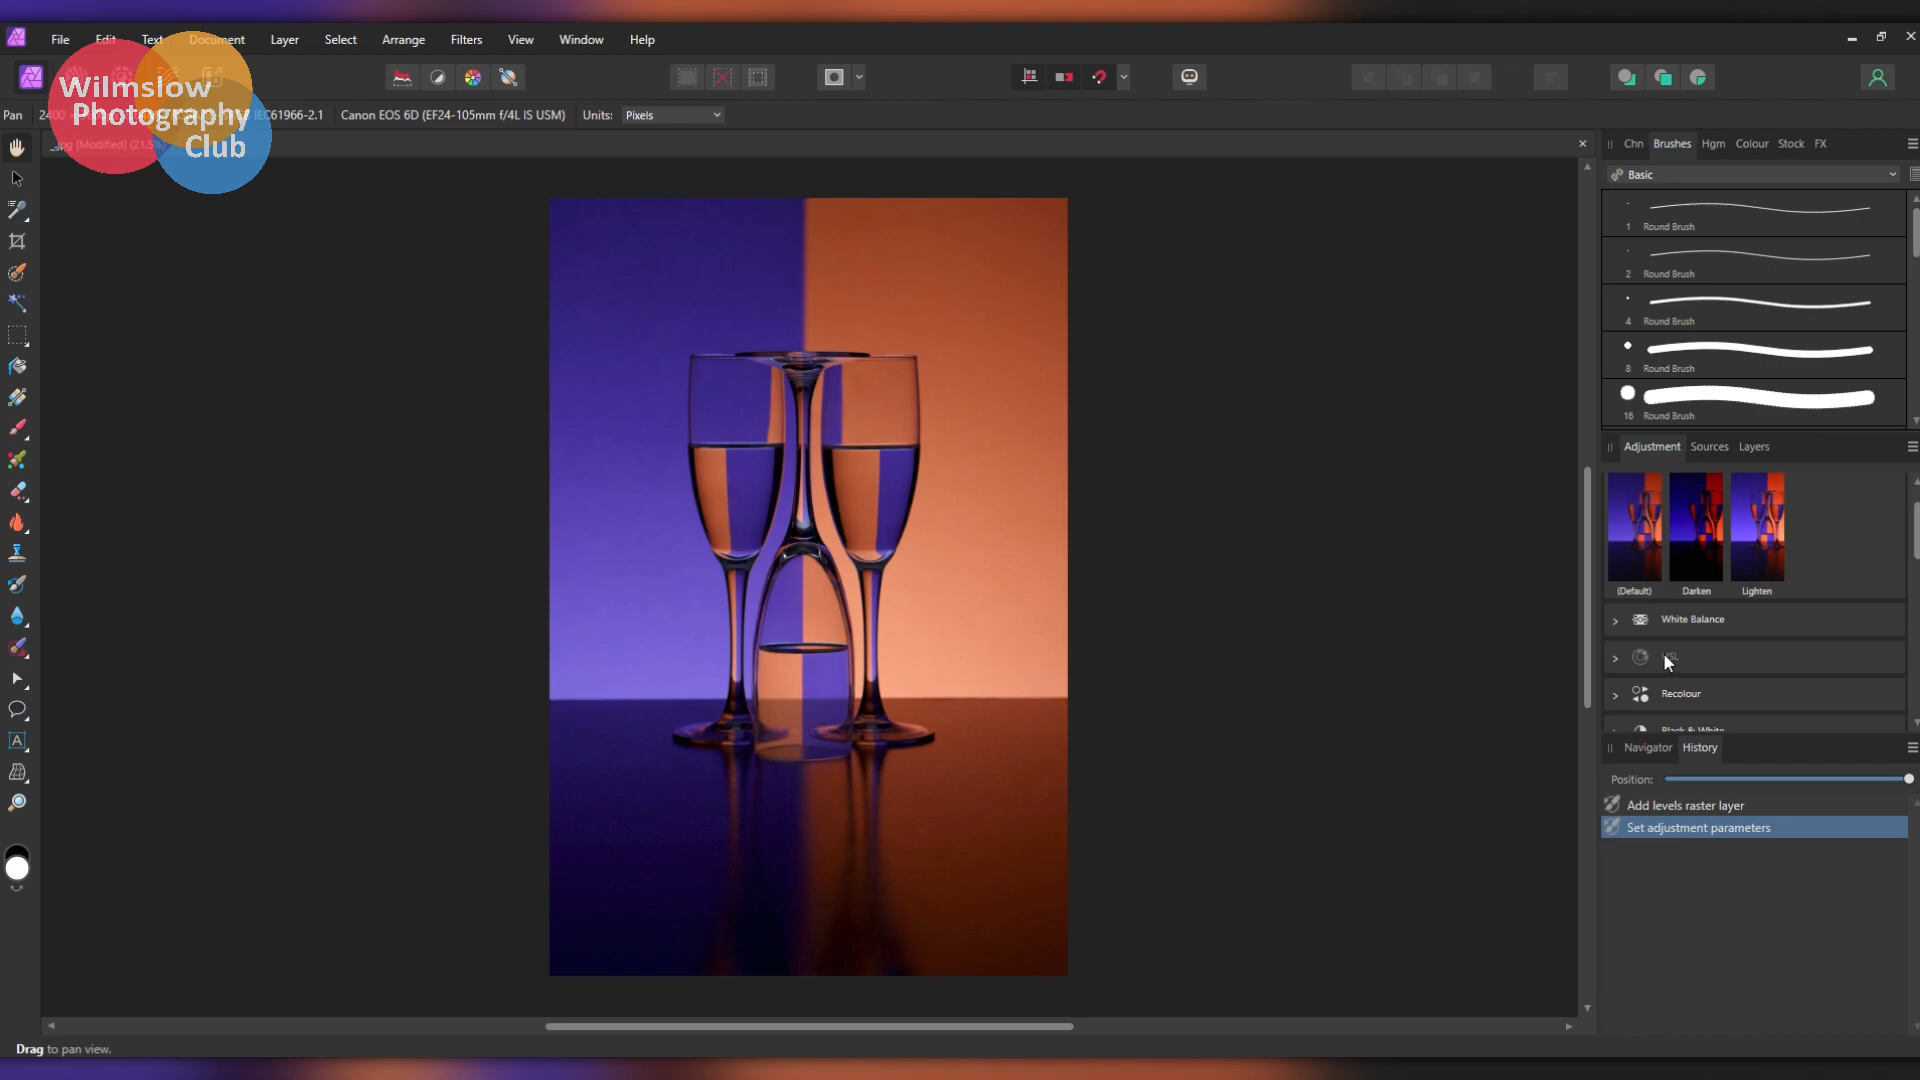 File Edit Text Document Layer Select Arrange Filters View Window Help
Wilmslow
Photography
Club
Pan IEC61966-2.1 Canon EOS 6D (EF24-105mm f/4L IS USM) Units: Pixels
.jpg [Modified] (21.5%)
Chn Brushes Hgm Colour Stock FX
Basic
1 Round Brush
2 Round Brush
4 Round Brush
8 Round Brush
16 Round Brush
Adjustment Sources Layers
(Default) Darken Lighten
White Balance
HSL
Recolour
Black & White
Navigator History
Position:
Add levels raster layer
Set adjustment parameters
A
Drag to pan view.